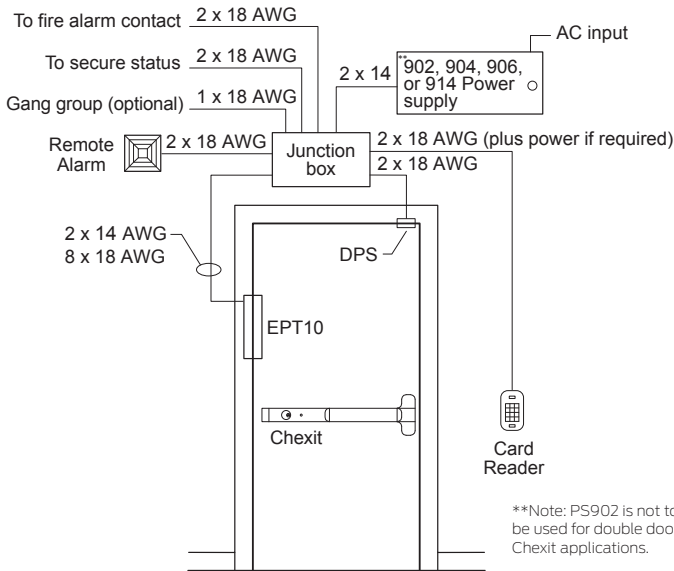 To fire alarm contact
2 x 18 AWG
AC input
To secure status
2 x 18 AWG
2 x 14
**902, 904, 906,
or 914 Power
supply
Gang group (optional)
1 x 18 AWG
Remote
Alarm
2 x 18 AWG
Junction
box
2 x 18 AWG (plus power if required)
2 x 18 AWG
2 x 14 AWG
8 x 18 AWG
DPS
EPT10
Chexit
Card
Reader
**Note: PS902 is not to
be used for double door
Chexit applications.